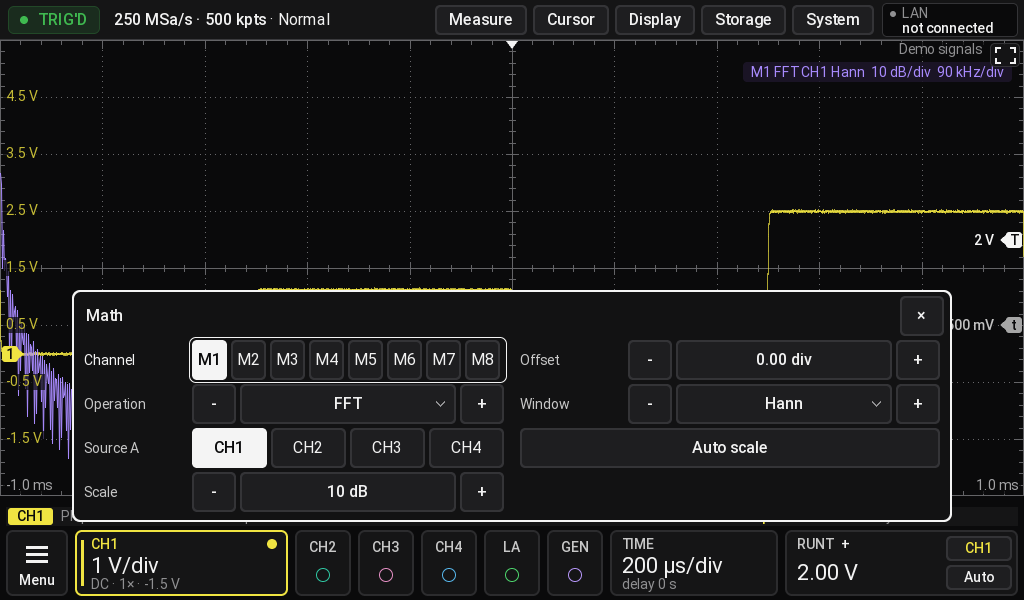 TRIG'D 250 MSa/s · 500 kpts · Normal Measure Cursor Display Storage System LAN
not connected
Demo signals
M1 FFT CH1 Hann 10 dB/div 90 kHz/div
4.5 V
3.5 V
2.5 V
2 V T
1.5 V
Math ×
0.5 V
500 mV t
1
-0.5 V
-1.5 V
Channel M1 M2 M3 M4 M5 M6 M7 M8 Offset - 0.00 div +
Operation - FFT + Window - Hann +
Source A CH1 CH2 CH3 CH4 Auto scale
Scale - 10 dB +
-1.0 ms 1.0 ms
CH1
Menu
CH1
1 V/div
DC · 1× · -1.5 V
CH2 CH3 CH4 LA GEN
TIME
200 µs/div
delay 0 s
RUNT +
2.00 V
CH1
Auto